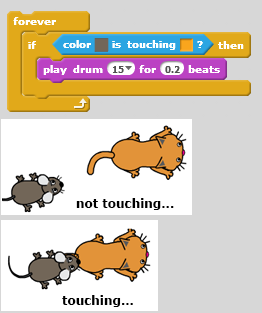 forever
if color is touching ? then
play drum 15 for 0.2 beats
not touching...
touching...